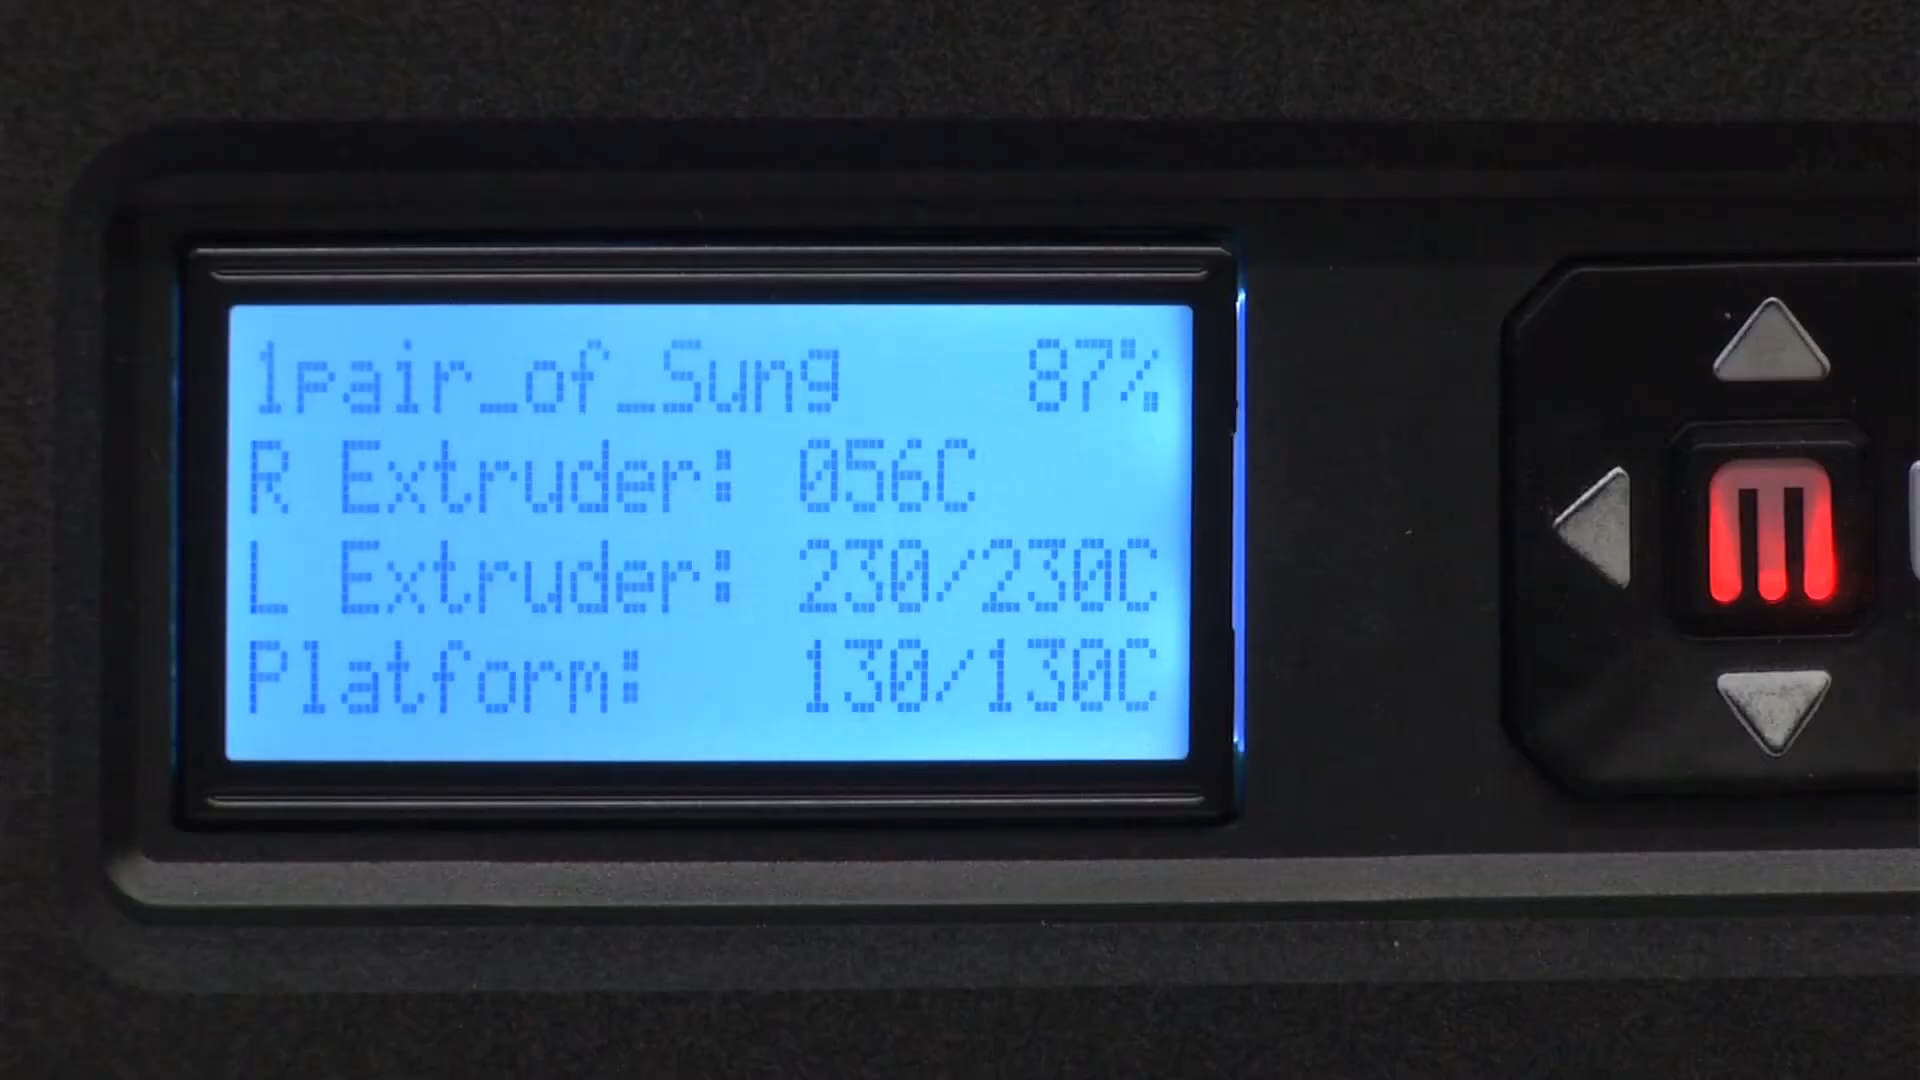 1pair_of_Sung 87%
R Extruder: 056C
L Extruder: 230/230C
Platform: 130/130C